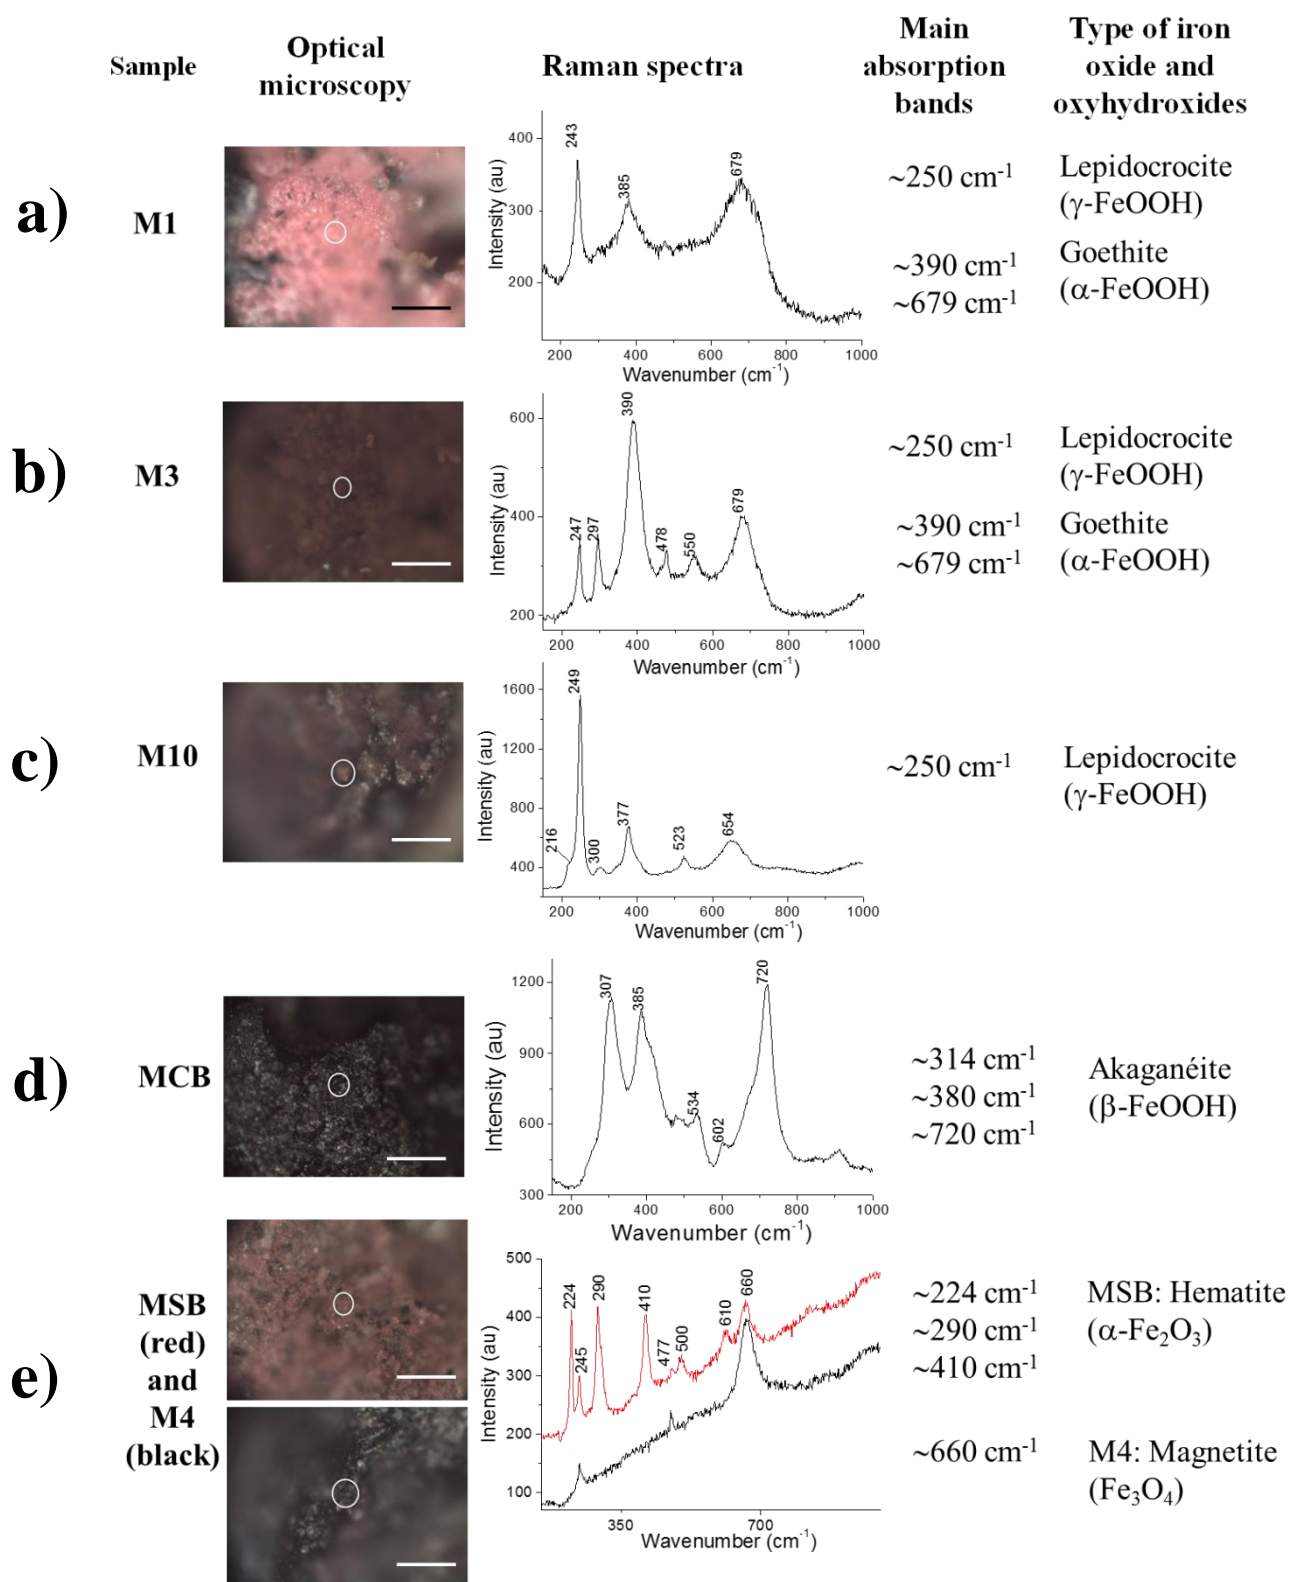 Sample
Optical
microscopy
Raman spectra
Main
absorption
bands
Type of iron
oxide and
oxyhydroxides
a)
M1
400
300
200
243
385
679
Intensity (au)
200
400
600
800
1000
Wavenumber (cm-1)
~250 cm-1
~390 cm-1
~679 cm-1
Lepidocrocite
(γ-FeOOH)
Goethite
(α-FeOOH)
b)
M3
600
400
200
247
297
390
478
550
679
Intensity (au)
200
400
600
800
1000
Wavenumber (cm-1)
~250 cm-1
~390 cm-1
~679 cm-1
Lepidocrocite
(γ-FeOOH)
Goethite
(α-FeOOH)
c)
M10
1600
1200
800
400
216
249
300
377
523
654
Intensity (au)
200
400
600
800
1000
Wavenumber (cm-1)
~250 cm-1
Lepidocrocite
(γ-FeOOH)
d)
MCB
1200
900
600
300
307
385
534
602
720
Intensity (au)
200
400
600
800
1000
Wavenumber (cm-1)
~314 cm-1
~380 cm-1
~720 cm-1
Akaganéite
(β-FeOOH)
e)
MSB
(red)
and
M4
(black)
500
400
300
200
100
224
245
290
410
477
500
610
660
Intensity (au)
350
700
Wavenumber (cm-1)
~224 cm-1
~290 cm-1
~410 cm-1
~660 cm-1
MSB: Hematite
(α-Fe2O3)
M4: Magnetite
(Fe3O4)